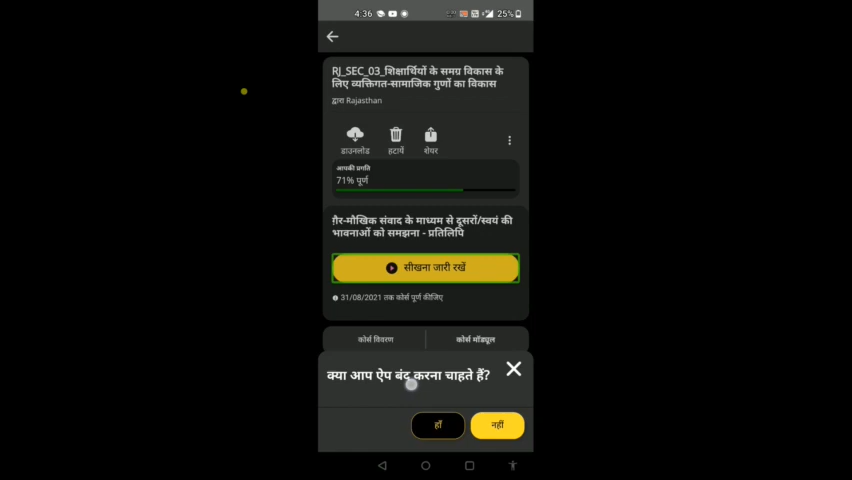 4:36
25%
RJ_SEC_03_शिक्षार्थियों के समग्र विकास के
लिए व्यक्तिगत-सामाजिक गुणों का विकास
द्वारा Rajasthan
डाउनलोड हटायें शेयर
आपकी प्रगति
71% पूर्ण
ग़ैर-मौखिक संवाद के माध्यम से दूसरों/स्वयं की
भावनाओं को समझना - प्रतिलिपि
सीखना जारी रखें
31/08/2021 तक कोर्स पूर्ण कीजिए
कोर्स विवरण कोर्स मॉड्यूल
क्या आप ऐप बंद करना चाहते हैं?
हाँ नहीं